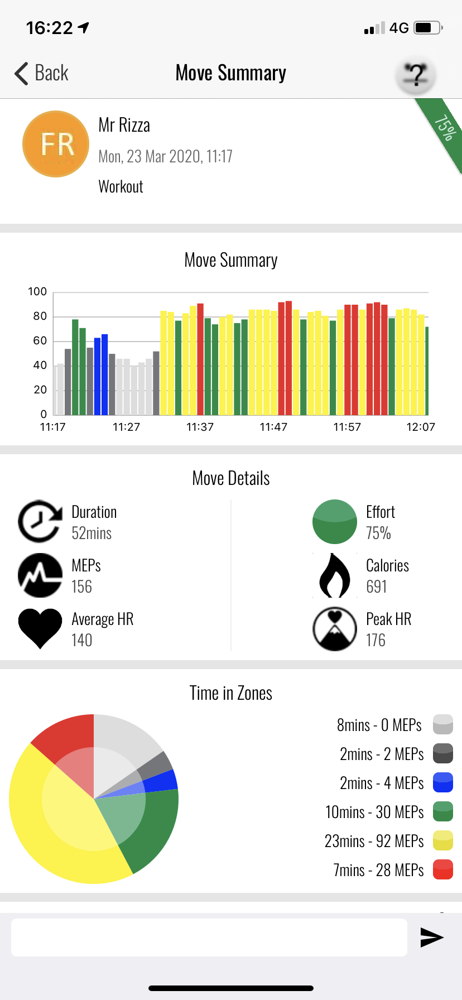 16:22
4G
Back
Move Summary
?
75%
FR
Mr Rizza
Mon, 23 Mar 2020, 11:17
Workout
Move Summary
100
80
60
40
20
0
11:17 11:27 11:37 11:47 11:57 12:07
Move Details
Duration
52mins
Effort
75%
MEPs
156
Calories
691
Average HR
140
Peak HR
176
Time in Zones
8mins - 0 MEPs
2mins - 2 MEPs
2mins - 4 MEPs
10mins - 30 MEPs
23mins - 92 MEPs
7mins - 28 MEPs